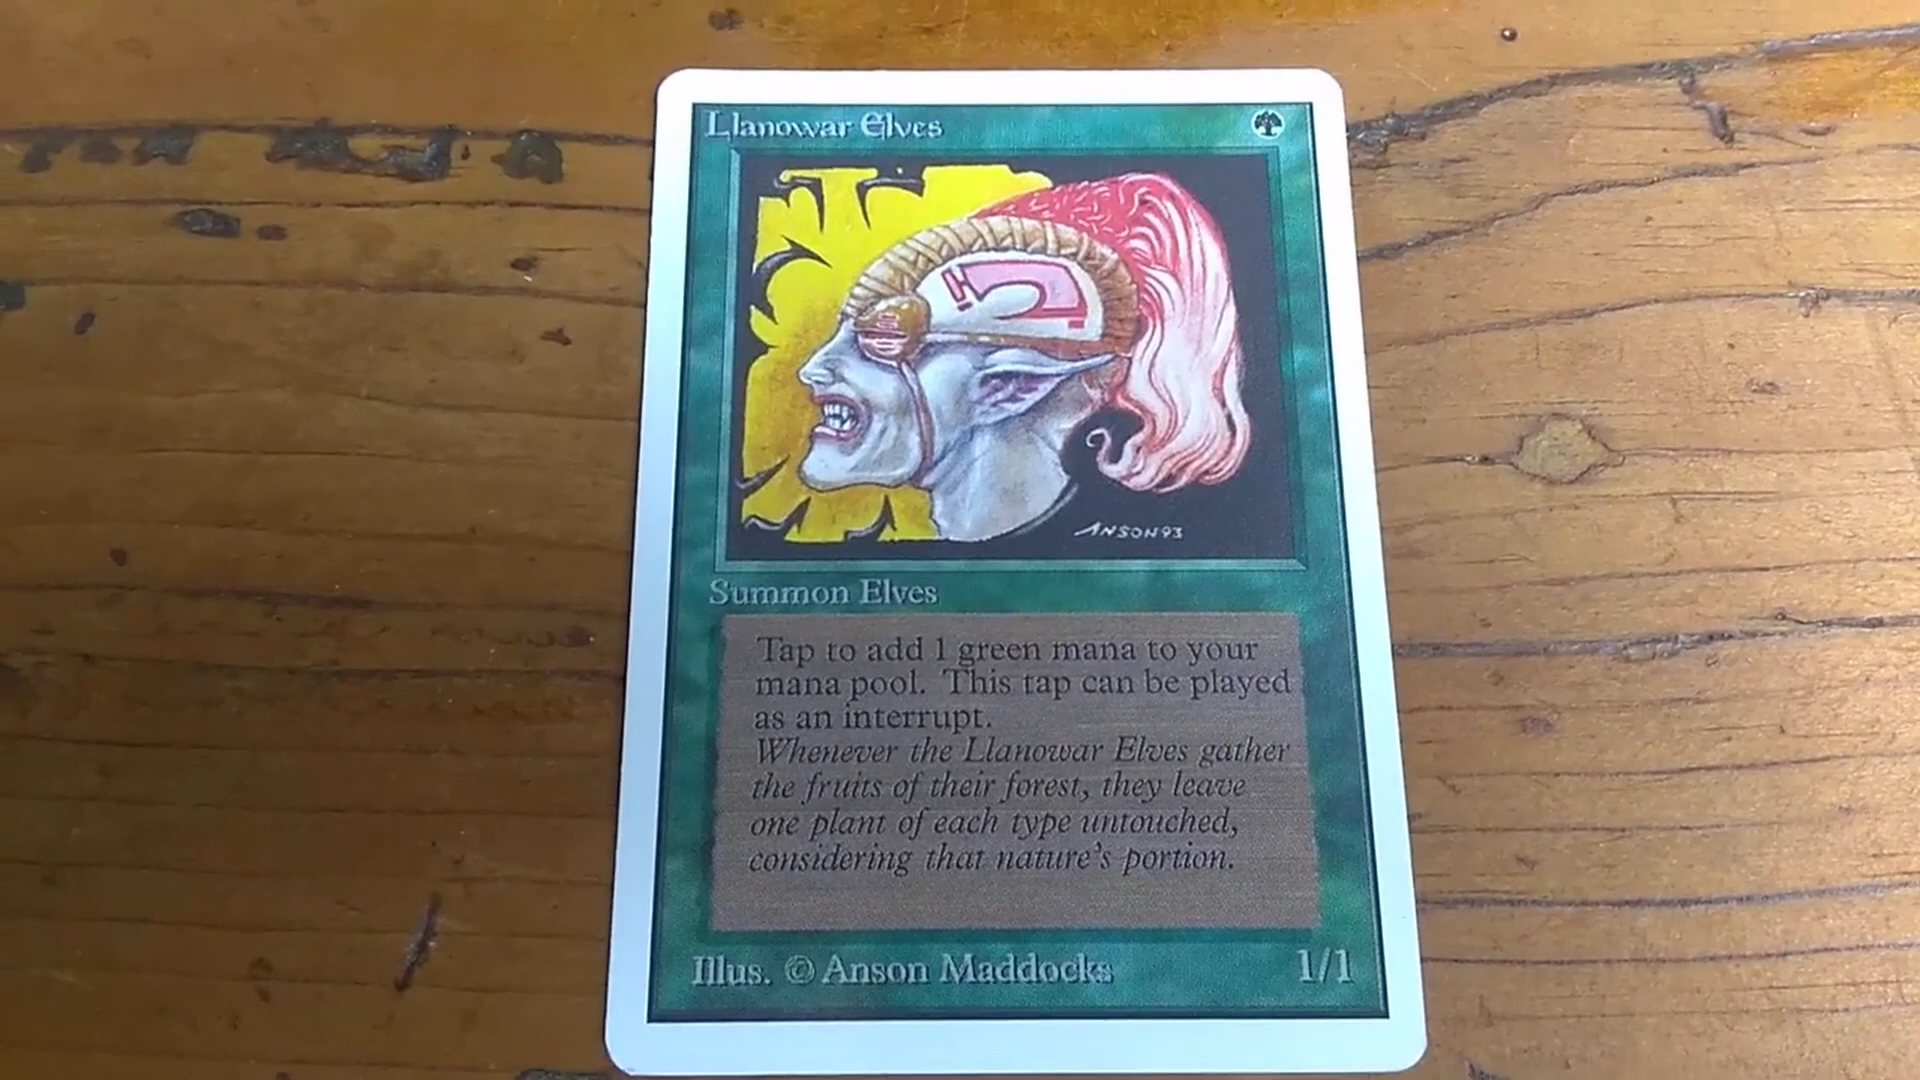 Llanowar Elves
ANSON93
Summon Elves
Tap to add 1 green mana to your
mana pool. This tap can be played
as an interrupt.
Whenever the Llanowar Elves gather
the fruits of their forest, they leave
one plant of each type untouched,
considering that nature's portion.
Illus. © Anson Maddocks
1/1